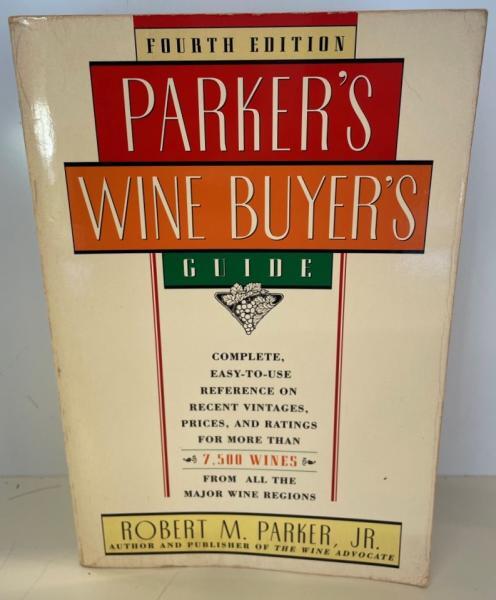 FOURTH EDITION
PARKER'S
WINE BUYER'S
GUIDE
COMPLETE,
EASY-TO-USE
REFERENCE ON
RECENT VINTAGES,
PRICES, AND RATINGS
FOR MORE THAN
7,500 WINES
FROM ALL THE
MAJOR WINE REGIONS
ROBERT M. PARKER, JR.
AUTHOR AND PUBLISHER OF THE WINE ADVOCATE